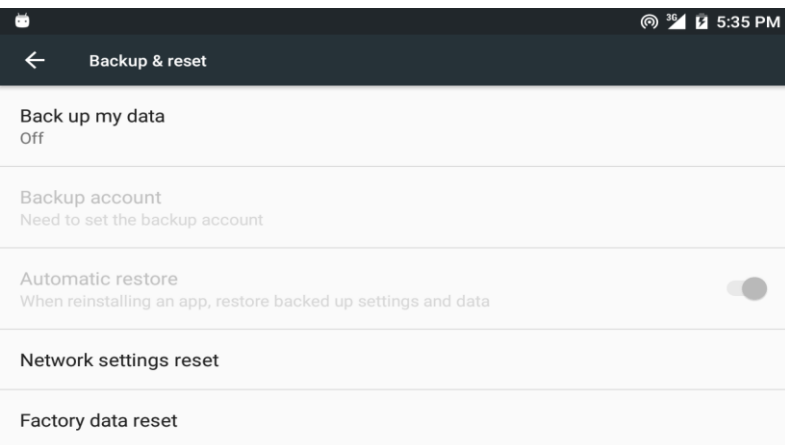 3G 5:35 PM
Backup & reset
Back up my data
Off
Backup account
Need to set the backup account
Automatic restore
When reinstalling an app, restore backed up settings and data
Network settings reset
Factory data reset